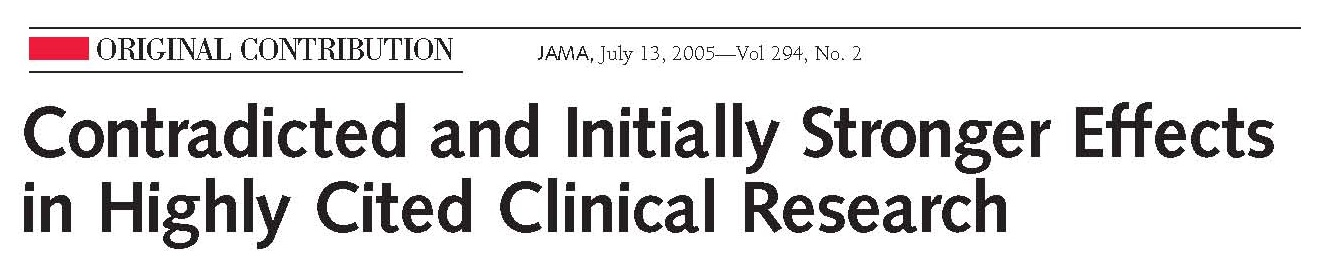 ORIGINAL CONTRIBUTION
JAMA, July 13, 2005—Vol 294, No. 2
Contradicted and Initially Stronger Effects
in Highly Cited Clinical Research